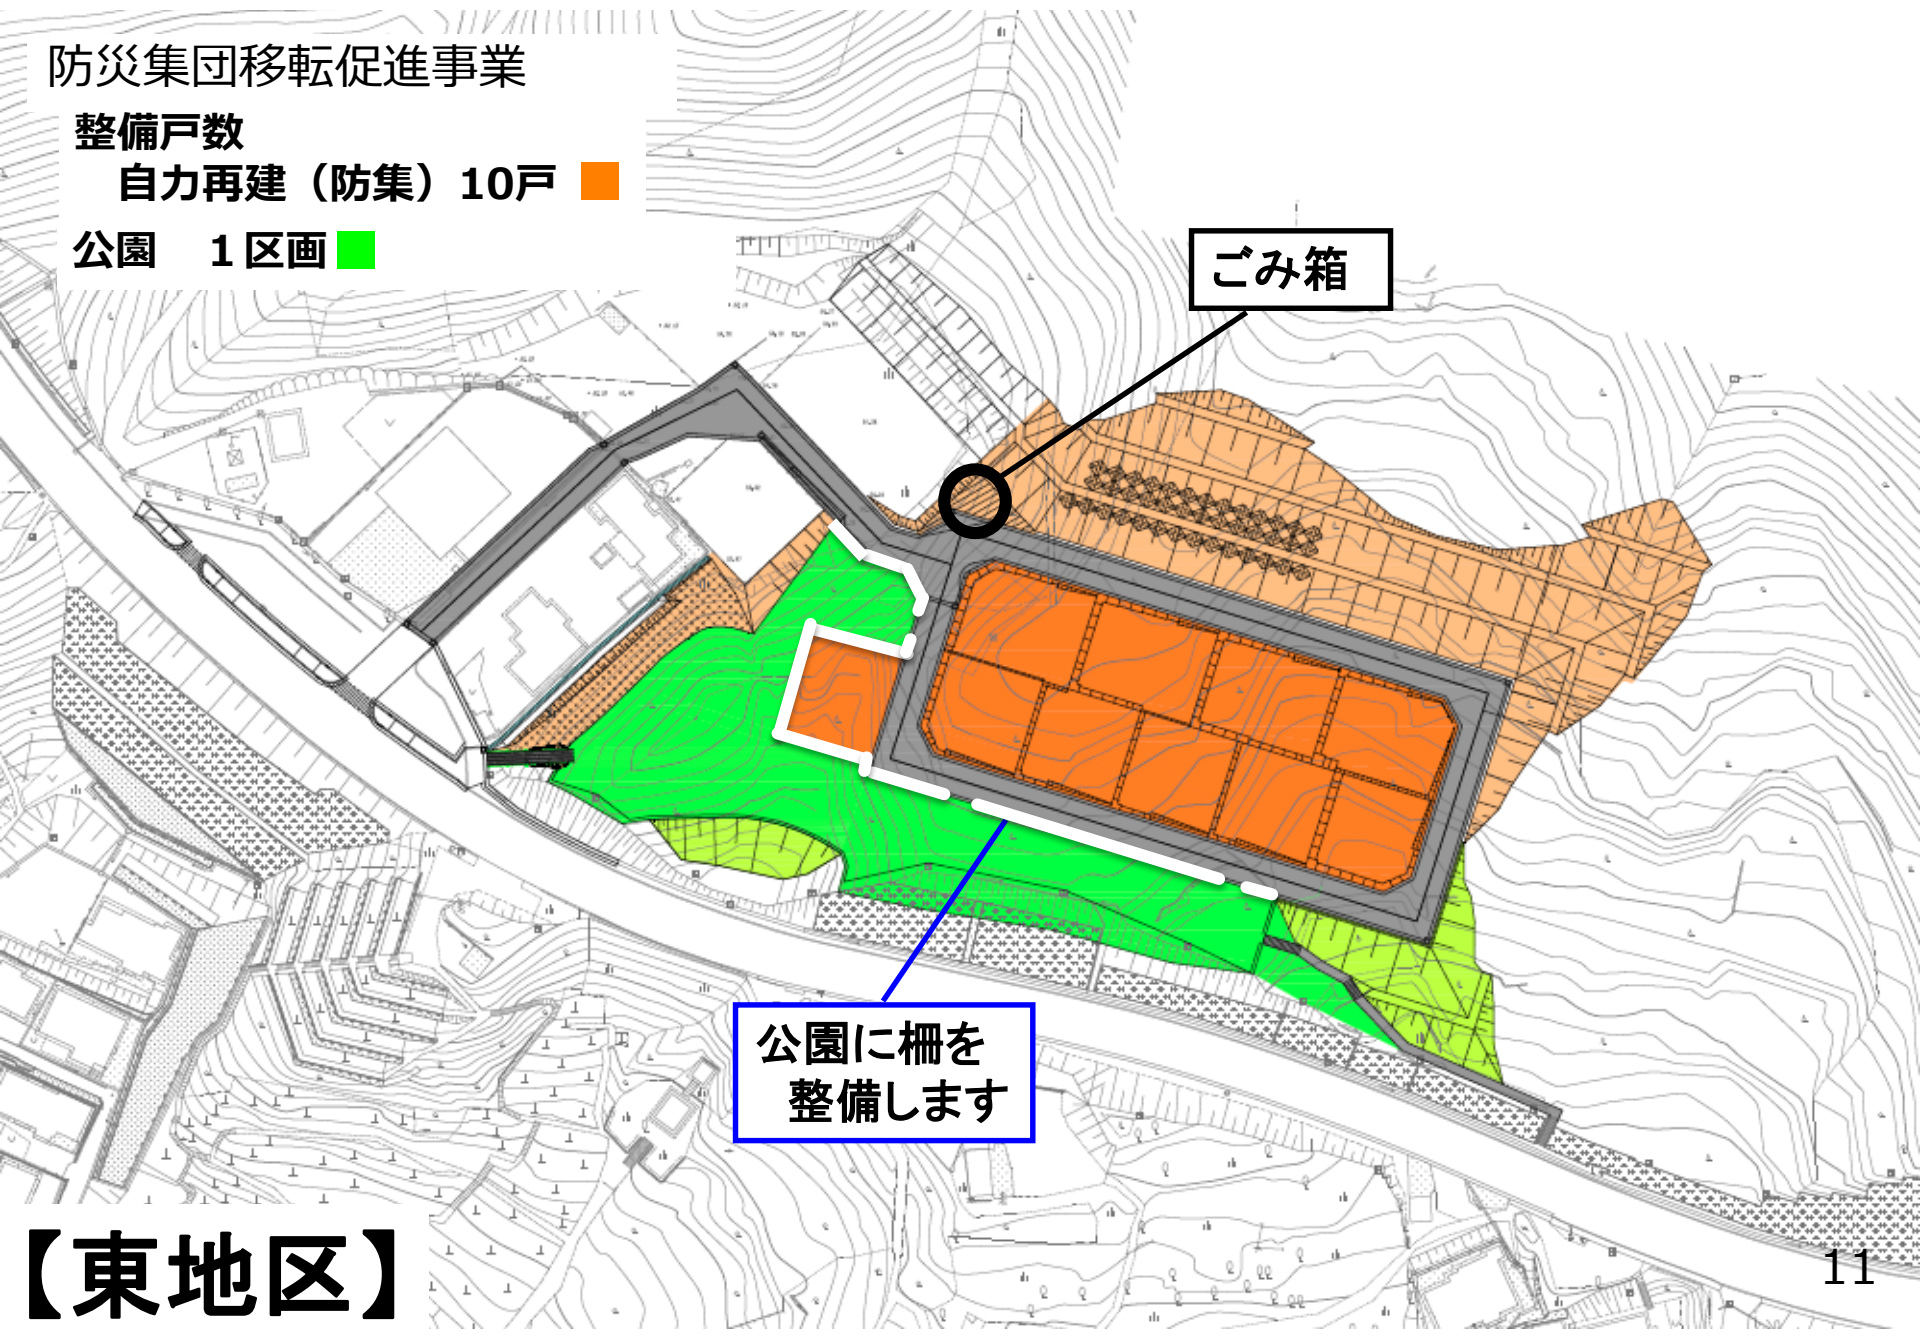 防災集団移転促進事業
整備戸数
自力再建（防集）10戸
公園　１区画
ごみ箱
公園に柵を
整備します
【東地区】
11